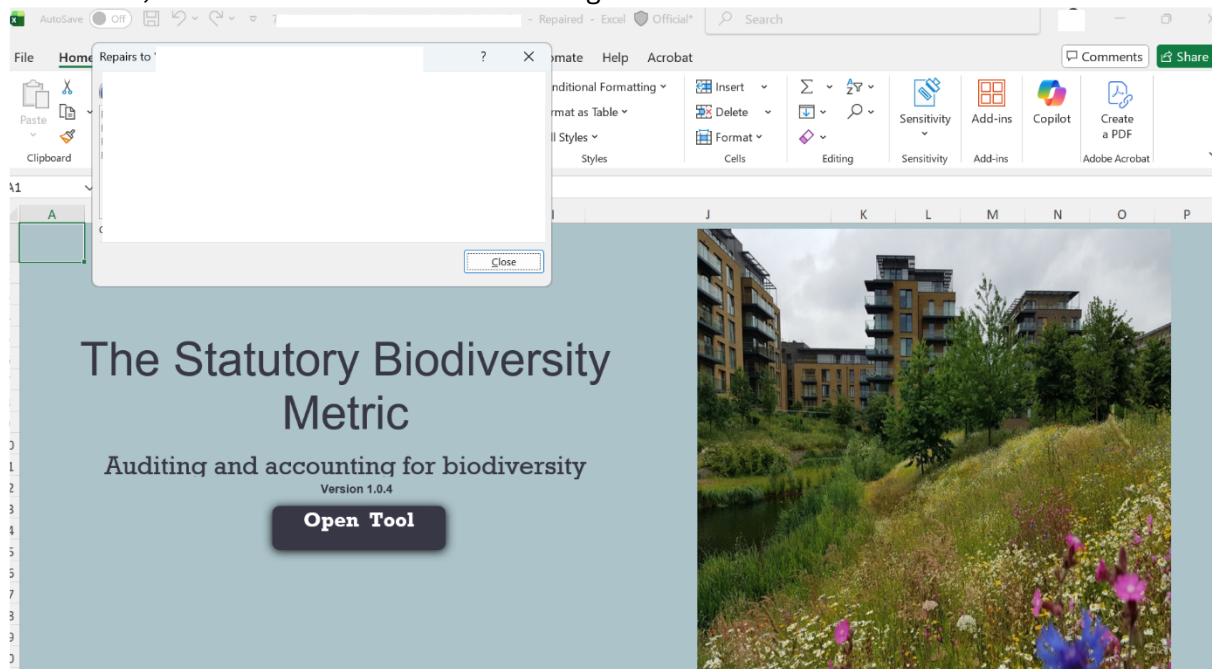 AutoSave Off - Repaired - Excel Official* Search
File Home Repairs to ? omate Help Acrobat Comments Share
nditional Formatting Insert
Paste rmat as Table Delete Sensitivity Add-ins Copilot Create
ll Styles Format a PDF
Clipboard Styles Cells Editing Sensitivity Add-ins Adobe Acrobat
A1
A J K L M N O P
Close
The Statutory Biodiversity
Metric
Auditing and accounting for biodiversity
Version 1.0.4
Open Tool